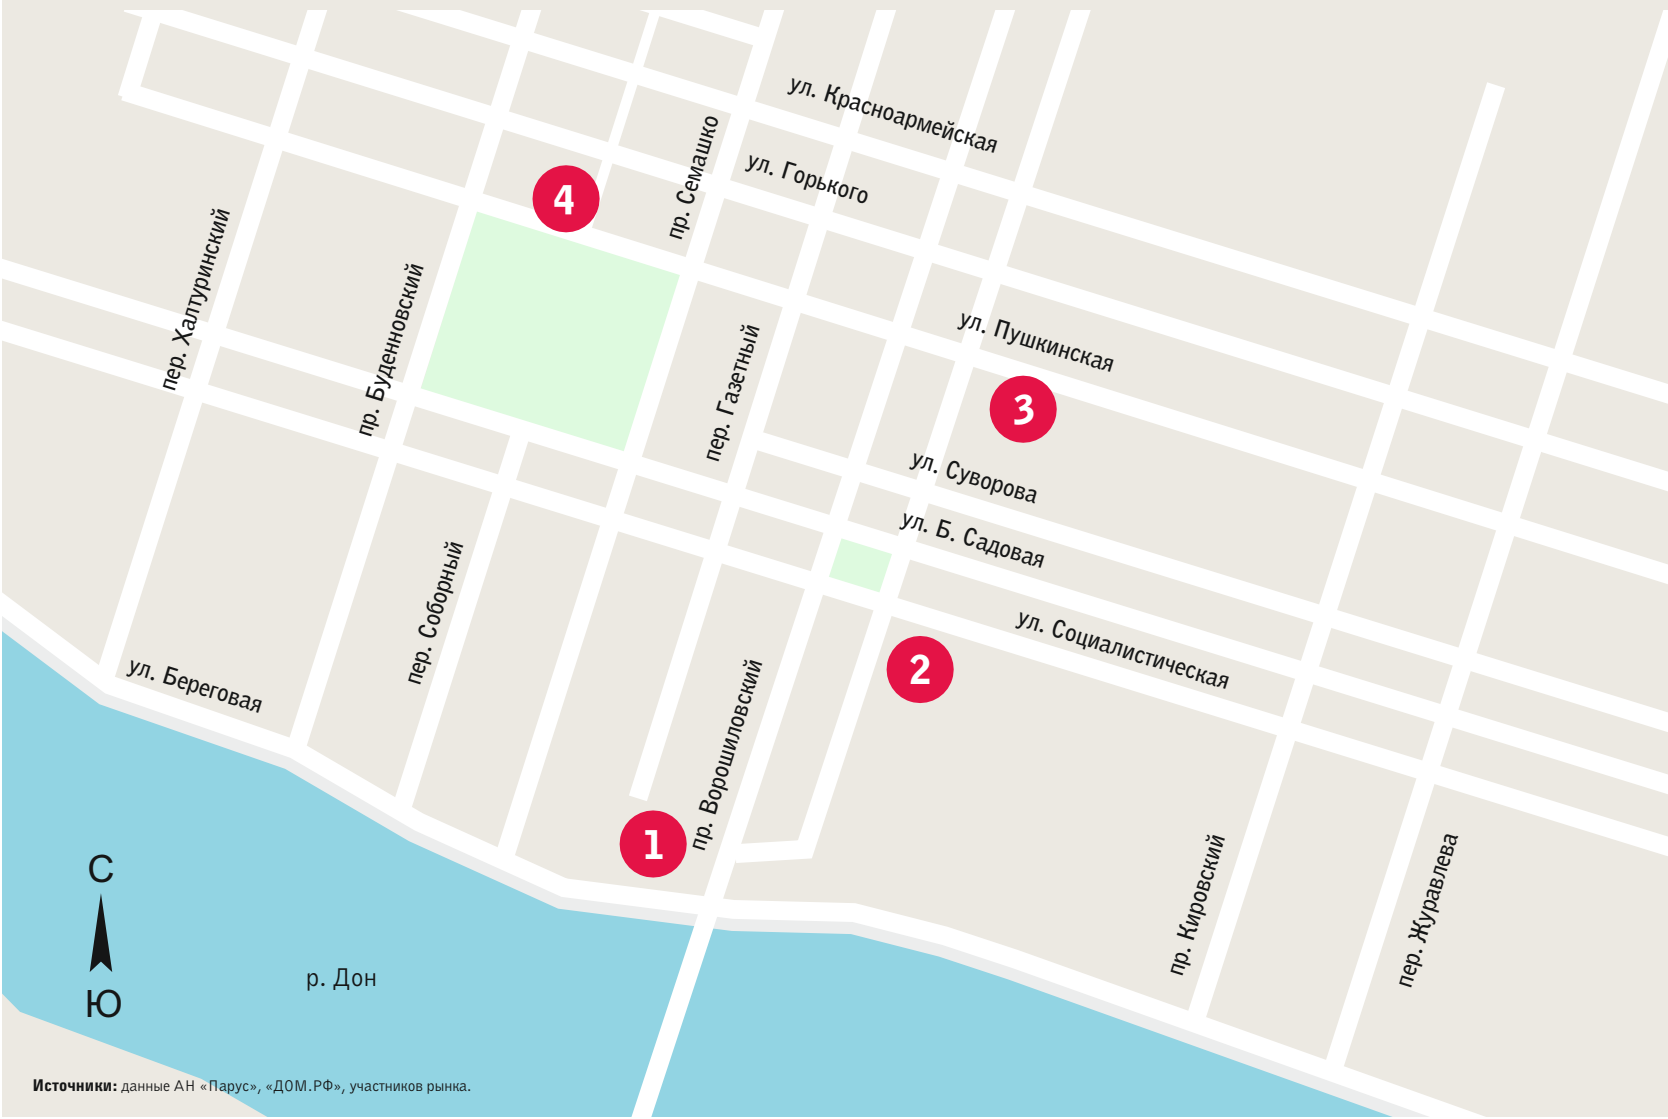 ул. Красноармейская
пр. Семашко
ул. Горького
4
пер. Халтуринский
пр. Буденновский
ул. Пушкинская
пер. Газетный
3
ул. Суворова
ул. Б. Садовая
пер. Соборный
ул. Социалистическая
2
ул. Береговая
пр. Ворошиловский
1
пр. Кировский
пер. Журавлева
С
Ю
р. Дон
Источники: данные АН «Парус», «ДОМ.РФ», участников рынка.